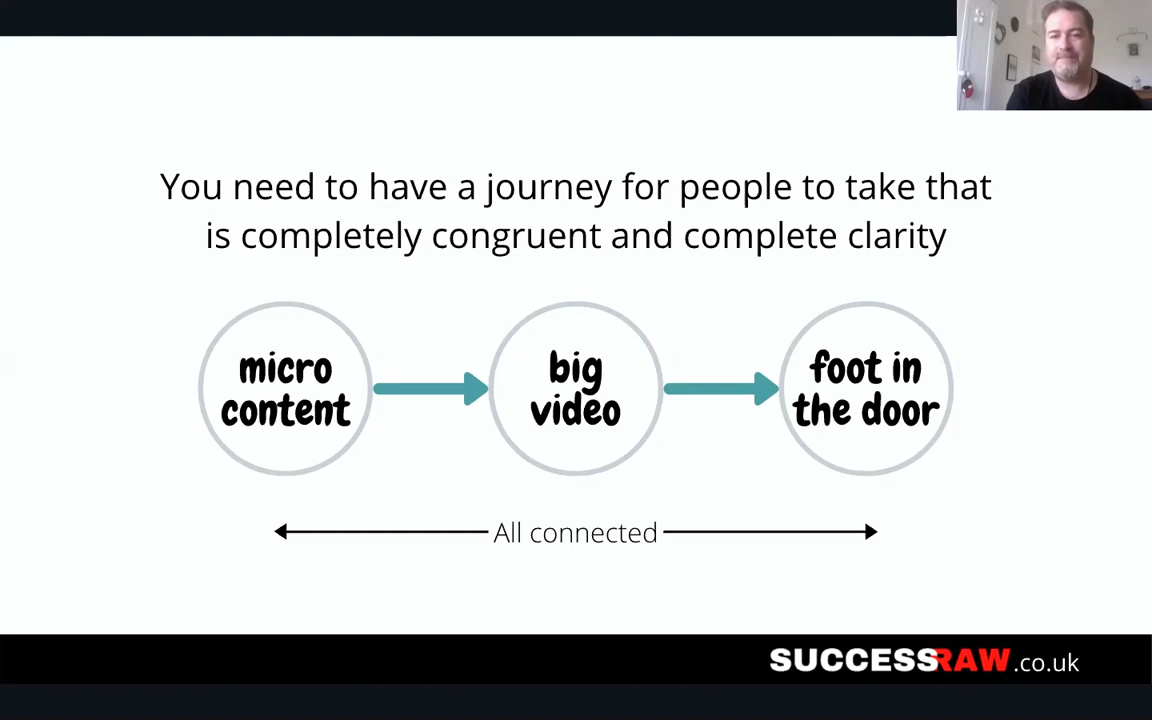 You need to have a journey for people to take that
is completely congruent and complete clarity
micro
content
big
video
foot in
the door
All connected
SUCCESSRAW.co.uk